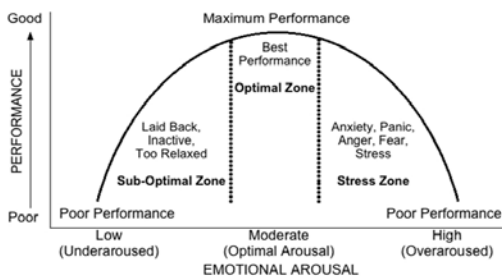 Good
Maximum Performance
Best
Performance
Optimal Zone
Laid Back,
Inactive,
Too Relaxed
Sub-Optimal Zone
Anxiety, Panic,
Anger, Fear,
Stress
Stress Zone
PERFORMANCE
Poor
Poor Performance
Poor Performance
Low
(Underaroused)
Moderate
(Optimal Arousal)
High
(Overaroused)
EMOTIONAL AROUSAL